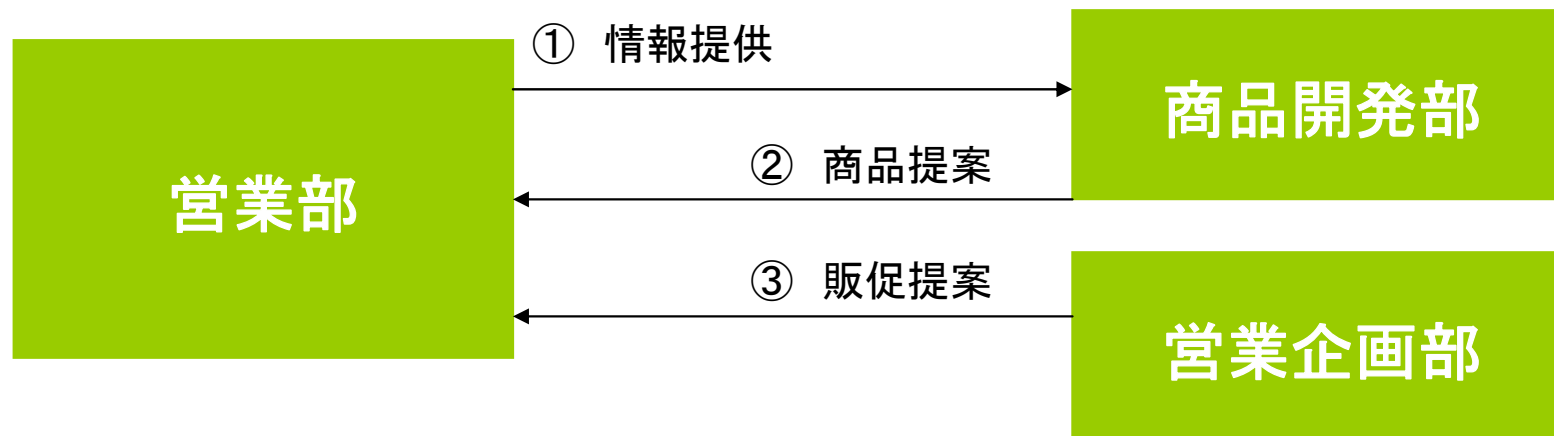 ① 情報提供
商品開発部
② 商品提案
営業部
③ 販促提案
営業企画部